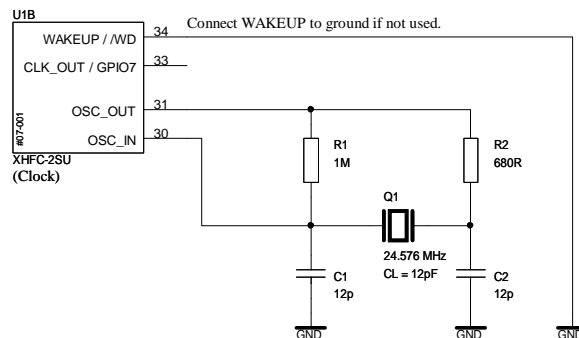 U1B
WAKEUP / /WD
34
Connect WAKEUP to ground if not used.
CLK_OUT / GPIO7
33
OSC_OUT
31
OSC_IN
30
#07-001
XHFC-2SU
(Clock)
R1
1M
R2
680R
Q1
24.576 MHz
CL = 12pF
C1
12p
C2
12p
GND
GND
GND